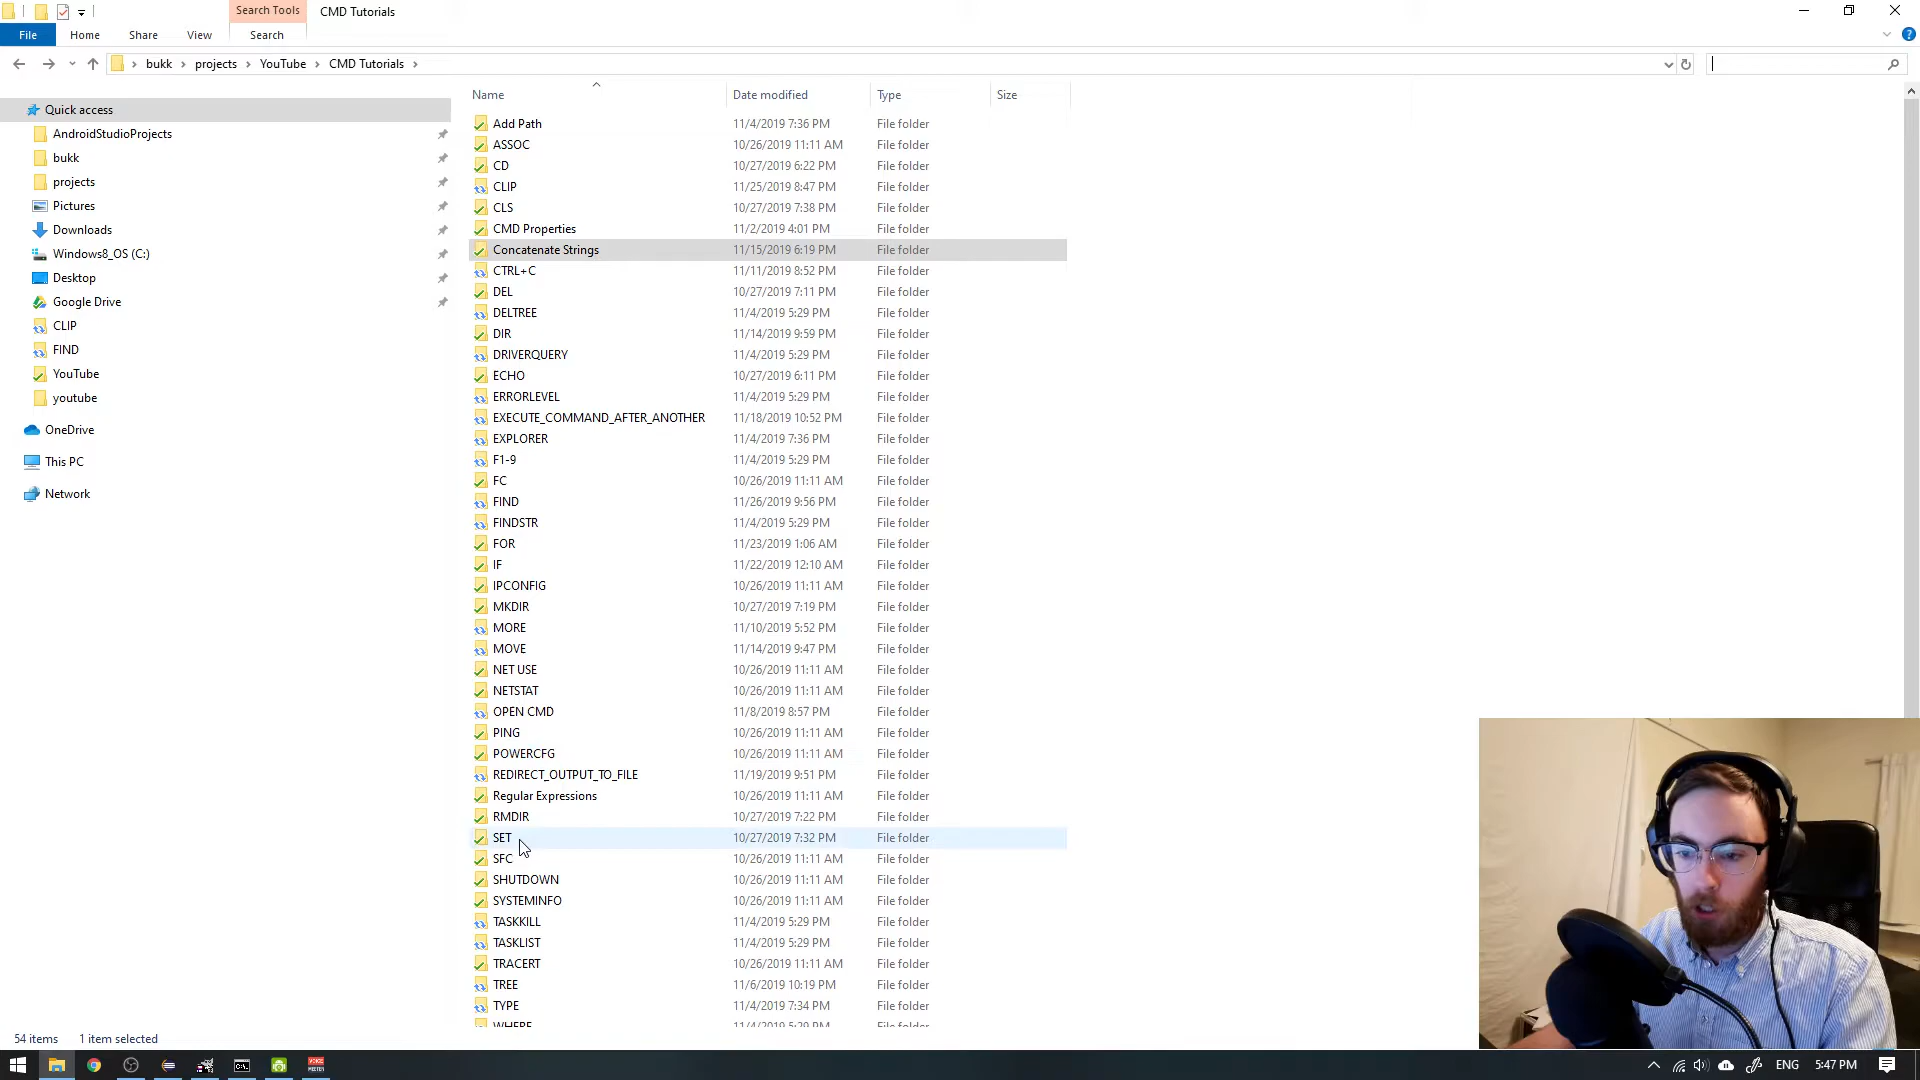 Search Tools CMD Tutorials
File Home Share View Search
bukk projects YouTube CMD Tutorials
Name Date modified Type Size
Quick access
AndroidStudioProjects
bukk
projects
Pictures
Downloads
Windows8_OS (C:)
Desktop
Google Drive
CLIP
FIND
YouTube
youtube
OneDrive
This PC
Network
Add Path 11/4/2019 7:36 PM File folder
ASSOC 10/26/2019 11:11 AM File folder
CD 10/27/2019 6:22 PM File folder
CLIP 11/25/2019 8:47 PM File folder
CLS 10/27/2019 7:38 PM File folder
CMD Properties 11/2/2019 4:01 PM File folder
Concatenate Strings 11/15/2019 6:19 PM File folder
CTRL+C 11/11/2019 8:52 PM File folder
DEL 10/27/2019 7:11 PM File folder
DELTREE 11/4/2019 5:29 PM File folder
DIR 11/14/2019 9:59 PM File folder
DRIVERQUERY 11/4/2019 5:29 PM File folder
ECHO 10/27/2019 6:11 PM File folder
ERRORLEVEL 11/4/2019 5:29 PM File folder
EXECUTE_COMMAND_AFTER_ANOTHER 11/18/2019 10:52 PM File folder
EXPLORER 11/4/2019 7:36 PM File folder
F1-9 11/4/2019 5:29 PM File folder
FC 10/26/2019 11:11 AM File folder
FIND 11/26/2019 9:56 PM File folder
FINDSTR 11/4/2019 5:29 PM File folder
FOR 11/23/2019 1:06 AM File folder
IF 11/22/2019 12:10 AM File folder
IPCONFIG 10/26/2019 11:11 AM File folder
MKDIR 10/27/2019 7:19 PM File folder
MORE 11/10/2019 5:52 PM File folder
MOVE 11/14/2019 9:47 PM File folder
NET USE 10/26/2019 11:11 AM File folder
NETSTAT 10/26/2019 11:11 AM File folder
OPEN CMD 11/8/2019 8:57 PM File folder
PING 10/26/2019 11:11 AM File folder
POWERCFG 10/26/2019 11:11 AM File folder
REDIRECT_OUTPUT_TO_FILE 11/19/2019 9:51 PM File folder
Regular Expressions 10/26/2019 11:11 AM File folder
RMDIR 10/27/2019 7:22 PM File folder
SET 10/27/2019 7:32 PM File folder
SFC 10/26/2019 11:11 AM File folder
SHUTDOWN 10/26/2019 11:11 AM File folder
SYSTEMINFO 10/26/2019 11:11 AM File folder
TASKKILL 11/4/2019 5:29 PM File folder
TASKLIST 11/4/2019 5:29 PM File folder
TRACERT 10/26/2019 11:11 AM File folder
TREE 11/6/2019 10:19 PM File folder
TYPE 11/4/2019 7:34 PM File folder
WHERE 11/4/2019 5:29 PM File folder
54 items 1 item selected
ENG 5:47 PM